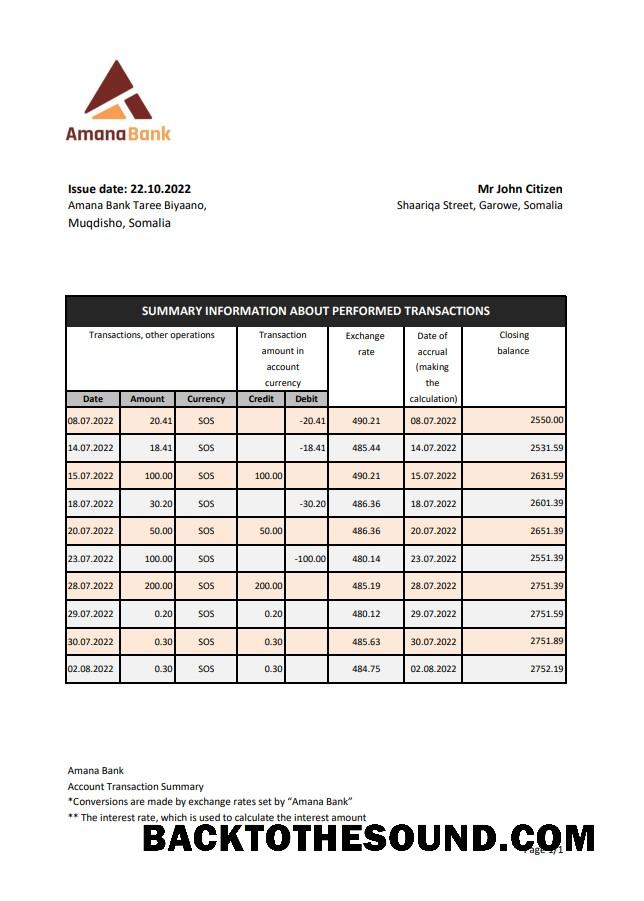 AmanaBank
Issue date: 22.10.2022
Mr John Citizen
Amana Bank Taree Biyaano,
Shaariqa Street, Garowe, Somalia
Muqdisho, Somalia
SUMMARY INFORMATION ABOUT PERFORMED TRANSACTIONS
Transactions, other operations
Transaction
amount in
account
currency
Exchange
rate
Date of
accrual
(making
the
calculation)
Closing
balance
Date Amount Currency Credit Debit
08.07.2022 20.41 SOS -20.41 490.21 08.07.2022 2550.00
14.07.2022 18.41 SOS -18.41 485.44 14.07.2022 2531.59
15.07.2022 100.00 SOS 100.00 490.21 15.07.2022 2631.59
18.07.2022 30.20 SOS -30.20 486.36 18.07.2022 2601.39
20.07.2022 50.00 SOS 50.00 486.36 20.07.2022 2651.39
23.07.2022 100.00 SOS -100.00 480.14 23.07.2022 2551.39
28.07.2022 200.00 SOS 200.00 485.19 28.07.2022 2751.39
29.07.2022 0.20 SOS 0.20 480.12 29.07.2022 2751.59
30.07.2022 0.30 SOS 0.30 485.63 30.07.2022 2751.89
02.08.2022 0.30 SOS 0.30 484.75 02.08.2022 2752.19
Amana Bank
Account Transaction Summary
*Conversions are made by exchange rates set by “Amana Bank”
** The interest rate, which is used to calculate the interest amount
BACKTOTHESOUND.COM
Page 1/1